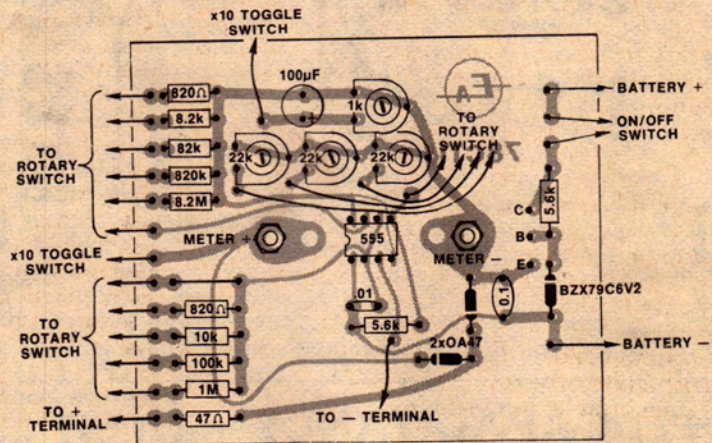 x10 TOGGLE
SWITCH
820Ω
8.2k
82k
820k
8.2M
TO
ROTARY
SWITCH
100µF
+
1k
EA
TO
ROTARY
SWITCH
22k
22k
22k
BATTERY +
ON/OFF
SWITCH
5.6k
C
B
E
METER +
555
METER –
x10 TOGGLE
SWITCH
TO
ROTARY
SWITCH
820Ω
10k
100k
1M
47Ω
TO +
TERMINAL
.01
5.6k
2xOA47
0.1
BZX79C6V2
BATTERY –
TO – TERMINAL